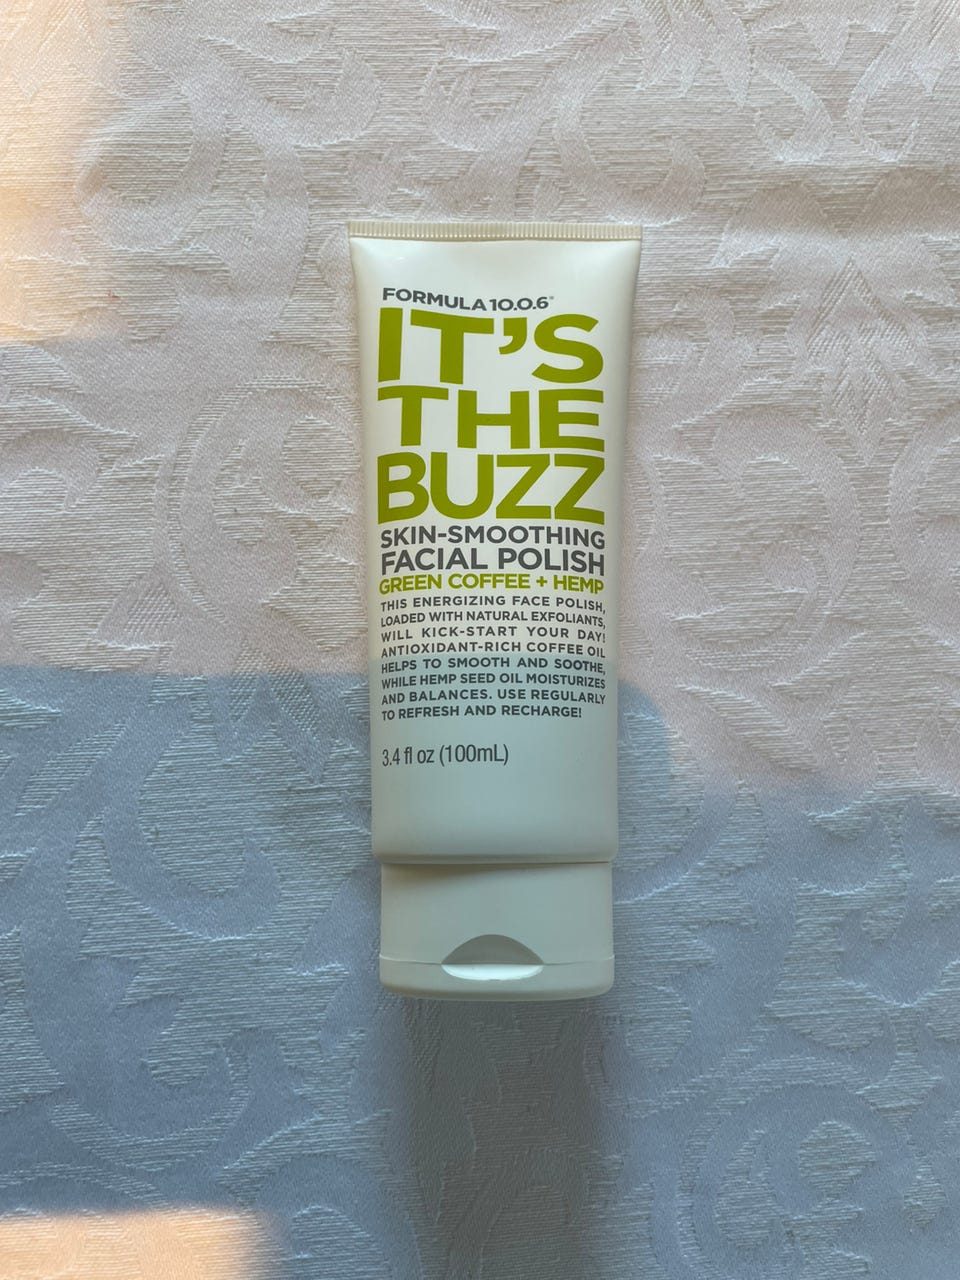 FORMULA 10.0.6®
IT'S
THE
BUZZ
SKIN-SMOOTHING
FACIAL POLISH
GREEN COFFEE + HEMP
THIS ENERGIZING FACE POLISH,
LOADED WITH NATURAL EXFOLIANTS,
WILL KICK-START YOUR DAY!
ANTIOXIDANT-RICH COFFEE OIL
HELPS TO SMOOTH AND SOOTHE,
WHILE HEMP SEED OIL MOISTURIZES
AND BALANCES. USE REGULARLY
TO REFRESH AND RECHARGE!
3.4 fl oz (100mL)